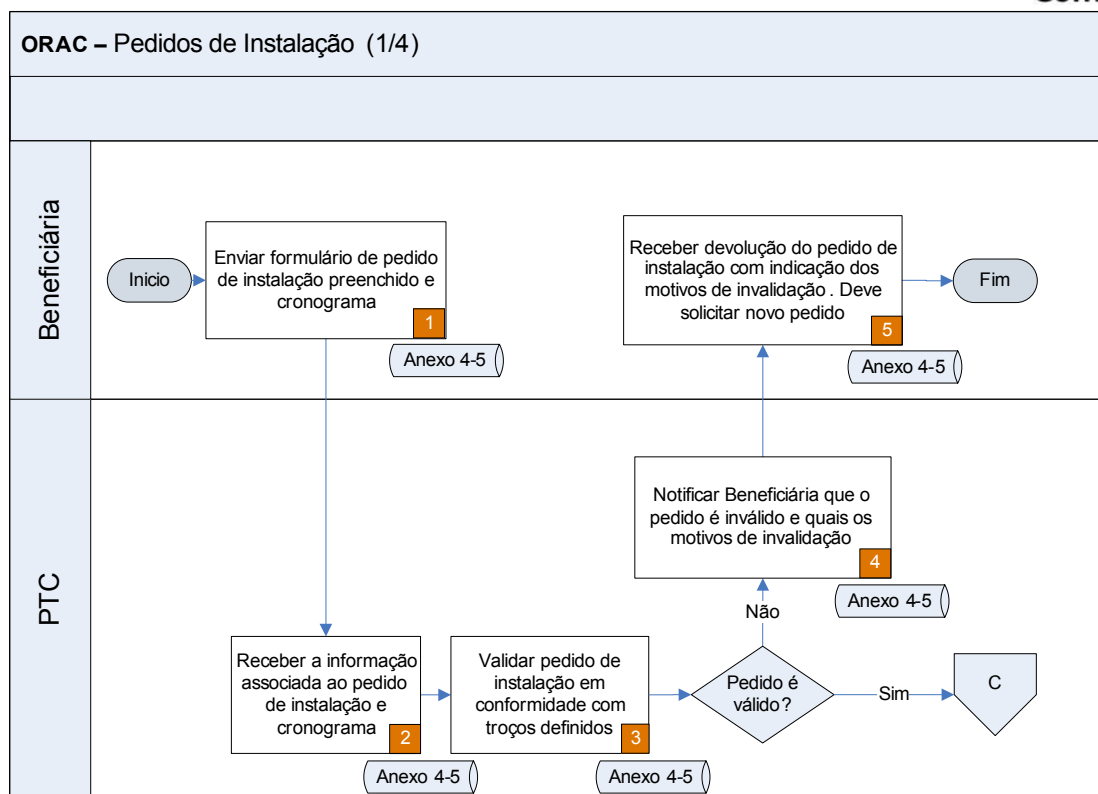 ORAC – Pedidos de Instalação (1/4)
Beneficiária
Inicio
Enviar formulário de pedido
de instalação preenchido e
cronograma
1
Anexo 4-5
Receber devolução do pedido de
instalação com indicação dos
motivos de invalidação . Deve
solicitar novo pedido
5
Anexo 4-5
Fim
PTC
Notificar Beneficiária que o
pedido é inválido e quais os
motivos de invalidação
4
Anexo 4-5
Não
Receber a informação
associada ao pedido
de instalação e
cronograma
2
Anexo 4-5
Validar pedido de
instalação em
conformidade com
troços definidos
3
Anexo 4-5
Pedido é
válido?
Sim
C